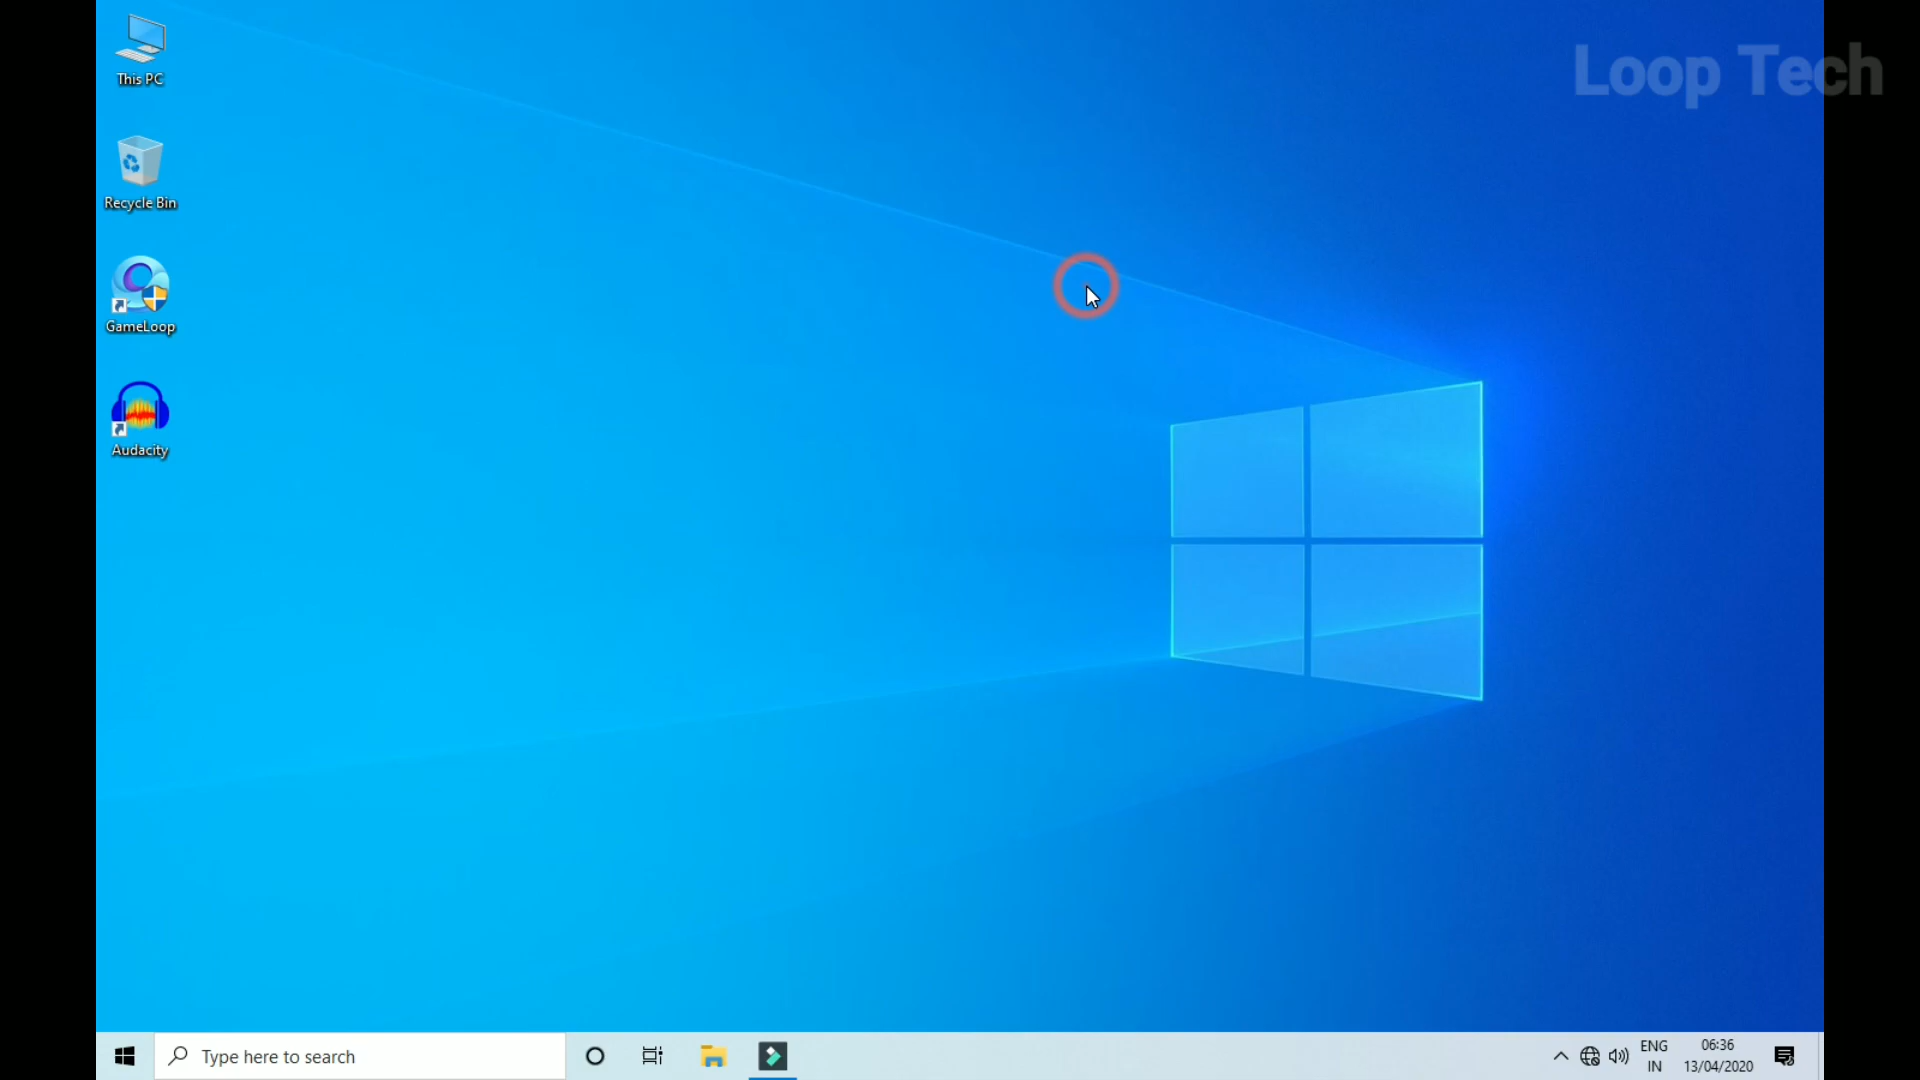 Loop Tech
This PC
Recycle Bin
GameLoop
Audacity
Type here to search
ENG
IN
06:36
13/04/2020